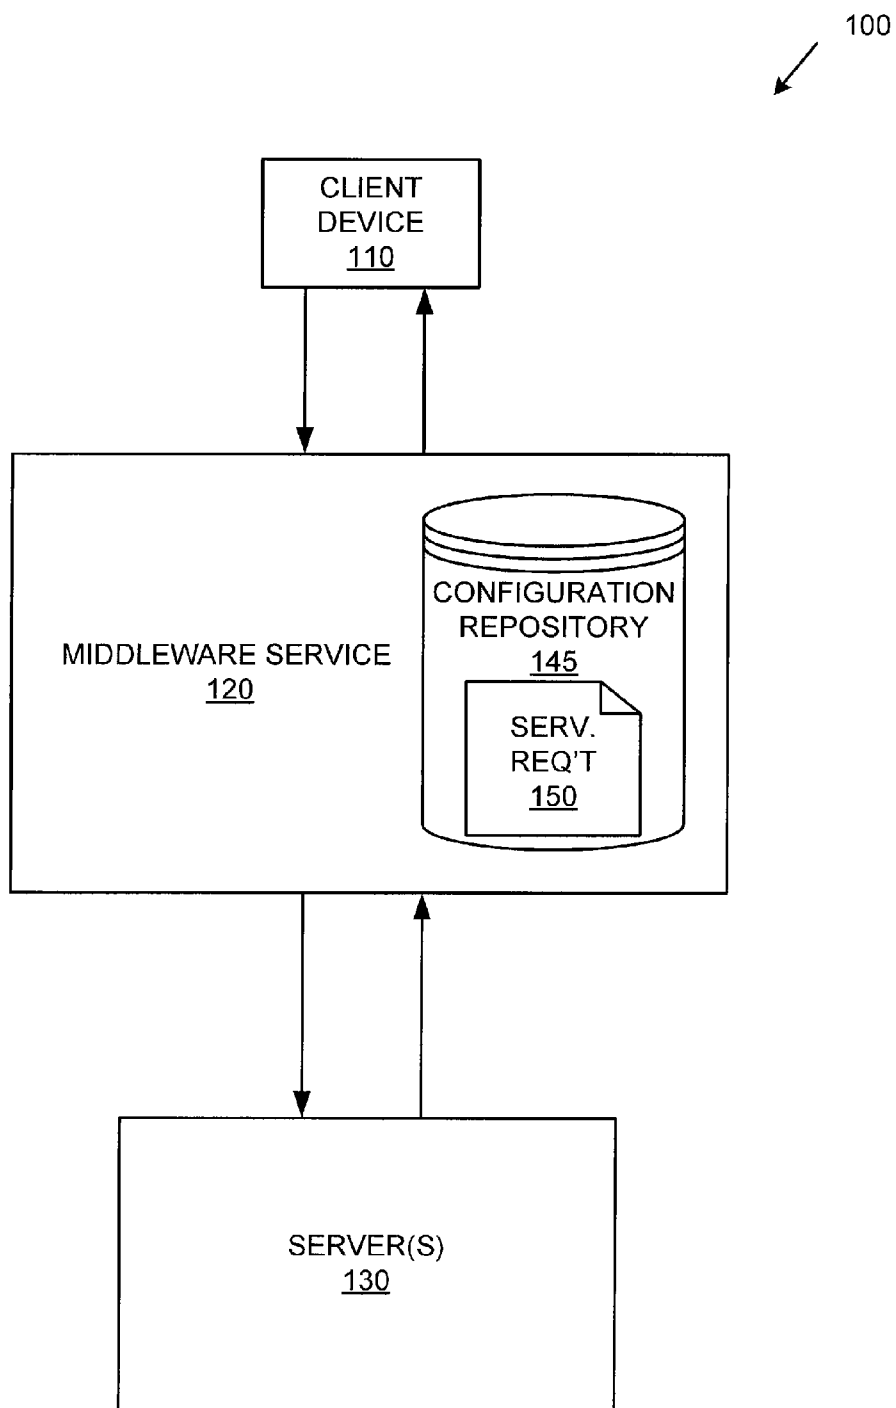 100
CLIENT
DEVICE
110
CONFIGURATION
REPOSITORY
145
MIDDLEWARE SERVICE
120
SERV.
REQ'T
150
SERVER(S)
130